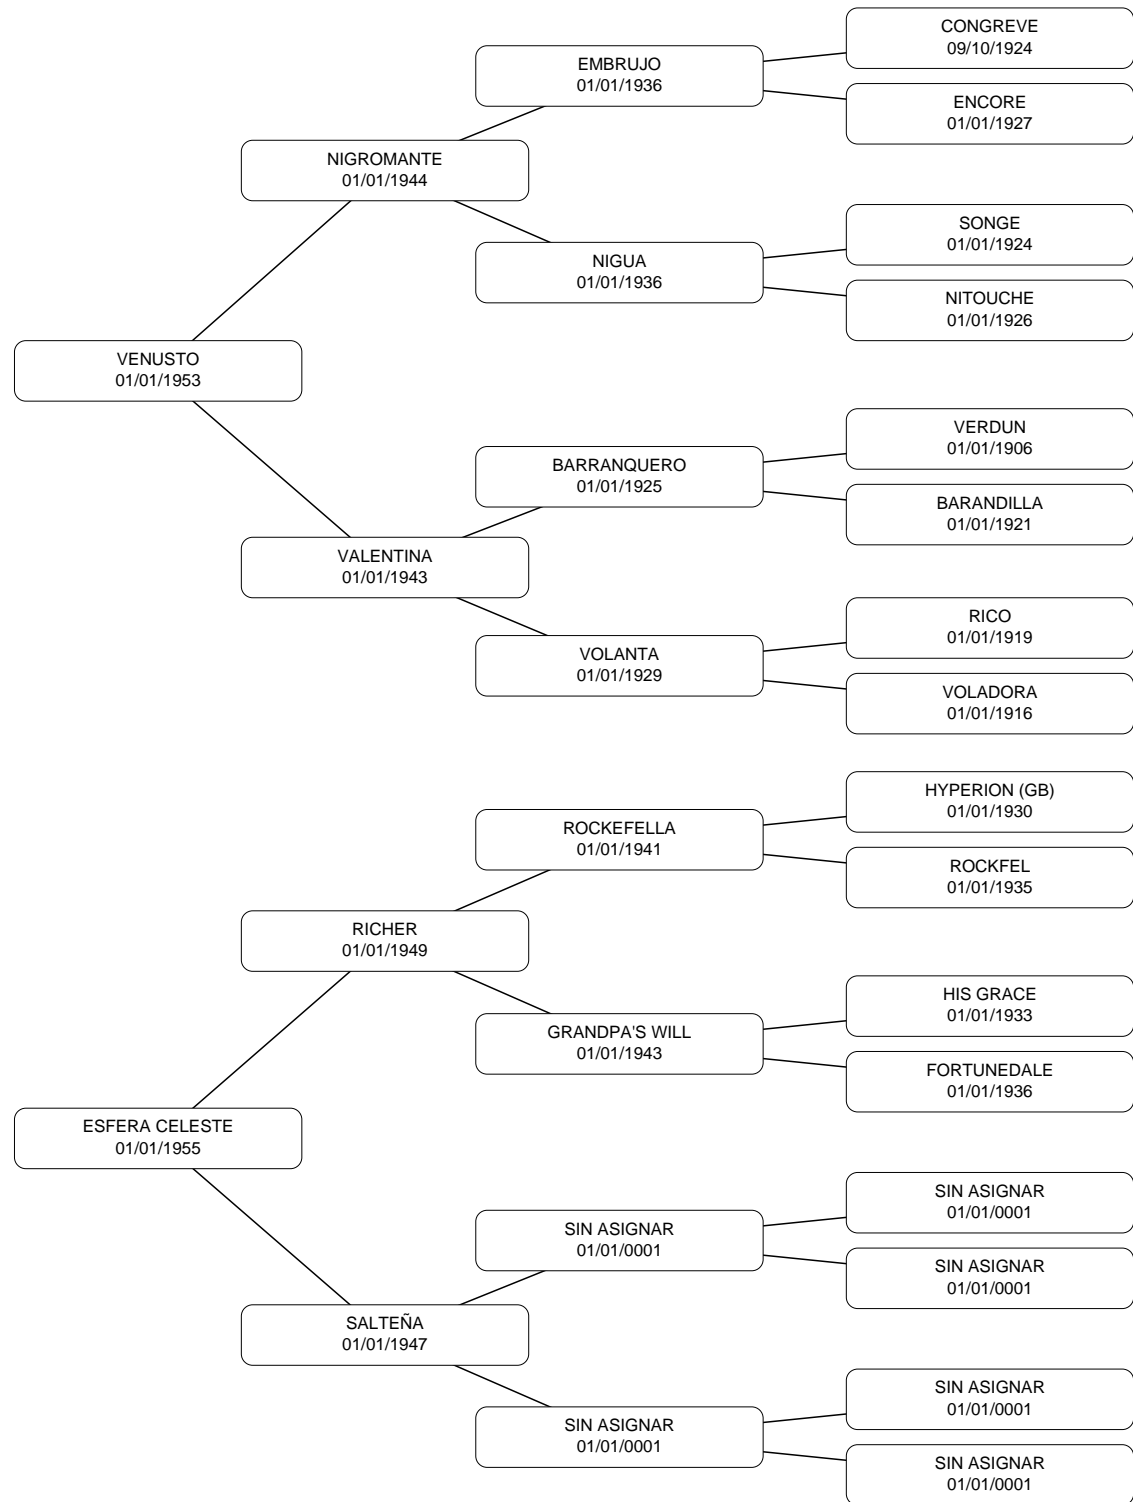 CONGREVE
09/10/1924
EMBRUJO
01/01/1936
ENCORE
01/01/1927
NIGROMANTE
01/01/1944
SONGE
01/01/1924
NIGUA
01/01/1936
NITOUCHE
01/01/1926
VENUSTO
01/01/1953
VERDUN
01/01/1906
BARRANQUERO
01/01/1925
BARANDILLA
01/01/1921
VALENTINA
01/01/1943
RICO
01/01/1919
VOLANTA
01/01/1929
VOLADORA
01/01/1916
HYPERION (GB)
01/01/1930
ROCKEFELLA
01/01/1941
ROCKFEL
01/01/1935
RICHER
01/01/1949
HIS GRACE
01/01/1933
GRANDPA'S WILL
01/01/1943
FORTUNEDALE
01/01/1936
ESFERA CELESTE
01/01/1955
SIN ASIGNAR
01/01/0001
SIN ASIGNAR
01/01/0001
SIN ASIGNAR
01/01/0001
SALTEÑA
01/01/1947
SIN ASIGNAR
01/01/0001
SIN ASIGNAR
01/01/0001
SIN ASIGNAR
01/01/0001